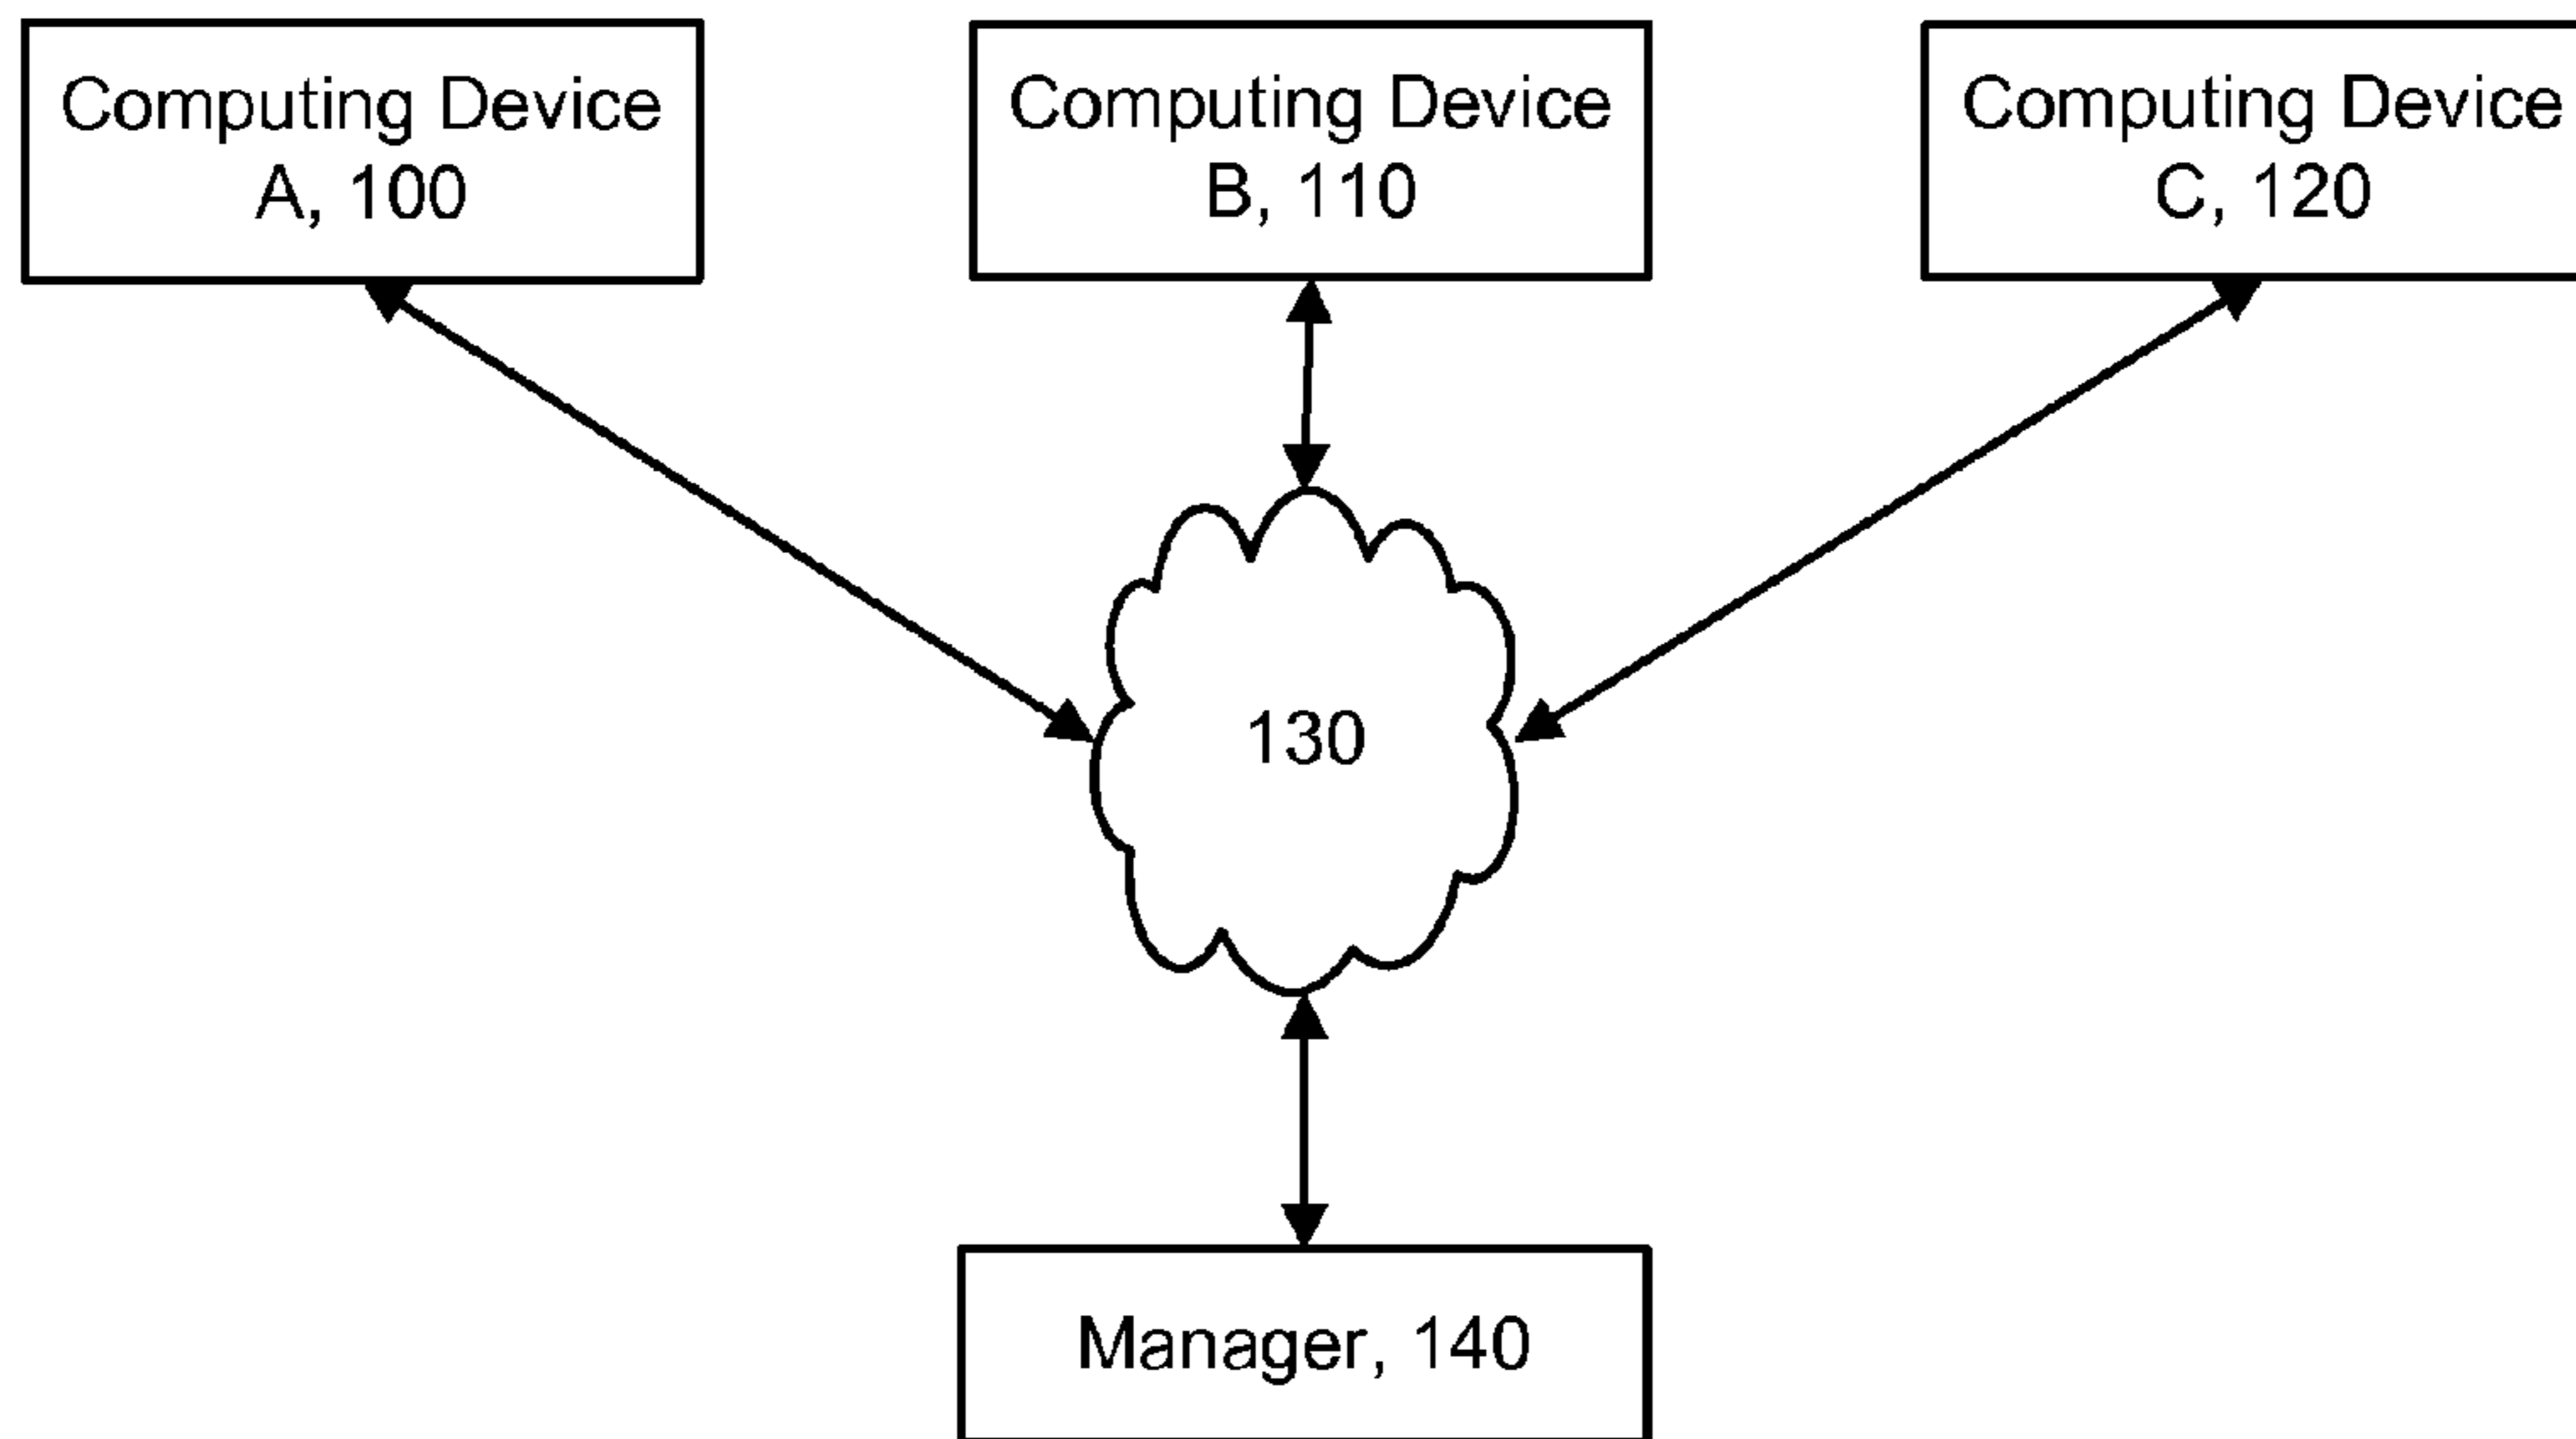 Computing Device
A, 100
Computing Device
B, 110
Computing Device
C, 120
130
Manager, 140